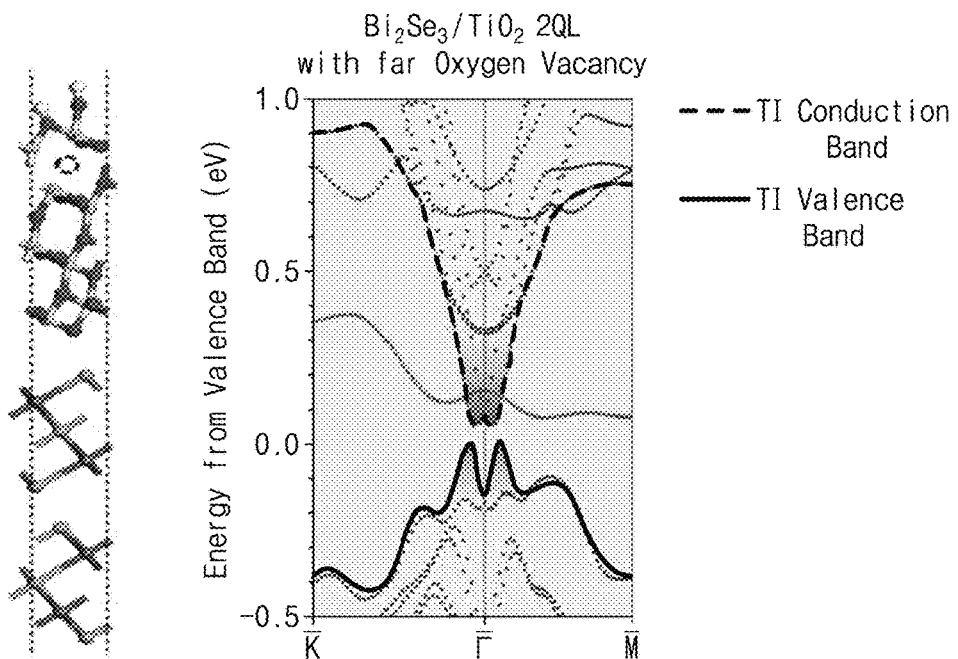 Bi₂Se₃/TiO₂ 2QL
with far Oxygen Vacancy
Energy from Valence Band (eV)
1.0
0.5
0.0
-0.5
K̅
Γ̅
M̅
TI Conduction
Band
TI Valence
Band